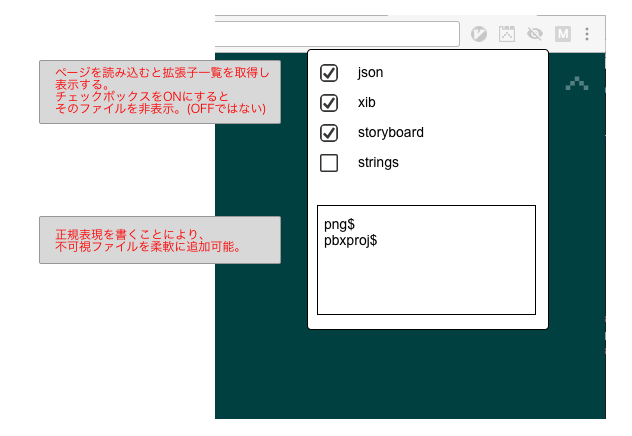 ページを読み込むと拡張子一覧を取得し
表示する。
チェックボックスをONにすると
そのファイルを非表示。(OFFではない)
M
json
xib
storyboard
strings
正規表現を書くことにより、
不可視ファイルを柔軟に追加可能。
png$
pbxproj$